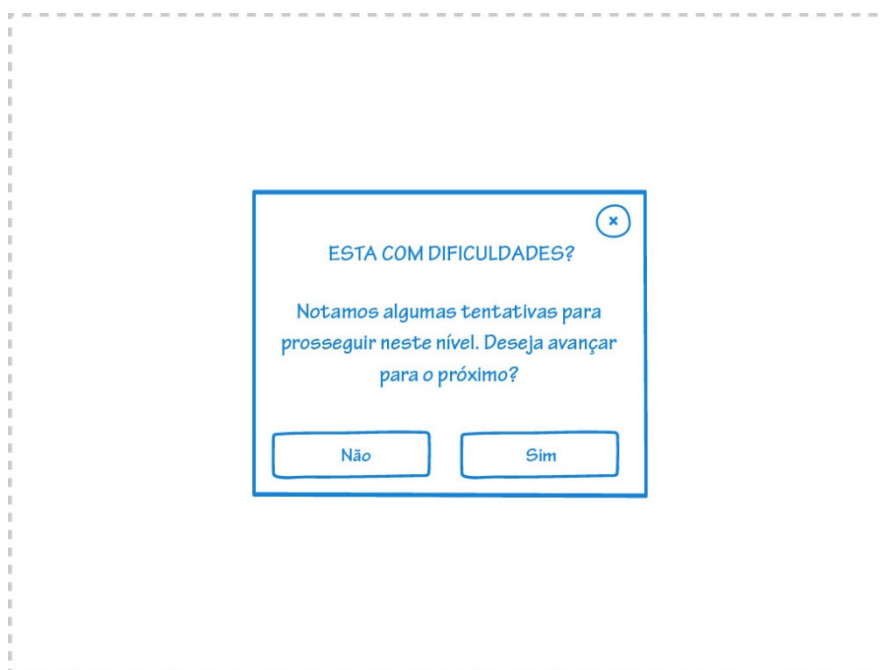 ESTA COM DIFICULDADES?
Notamos algumas tentativas para
prosseguir neste nível. Deseja avançar
para o próximo?
Não
Sim